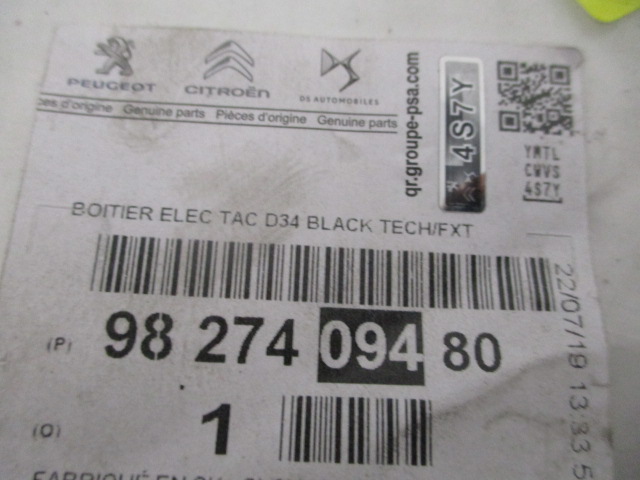 PEUGEOT
CITROËN
DS AUTOMOBILES
d'origine Genuine parts Pièces d'origine Genuine parts
qr.groupe-psa.com
4S7Y
YMTL
CWVS
4S7Y
BOITIER ELEC TAC D34 BLACK TECH/FXT
(P) 98 274 094 80
22/07/19 13:33
(Q) 1